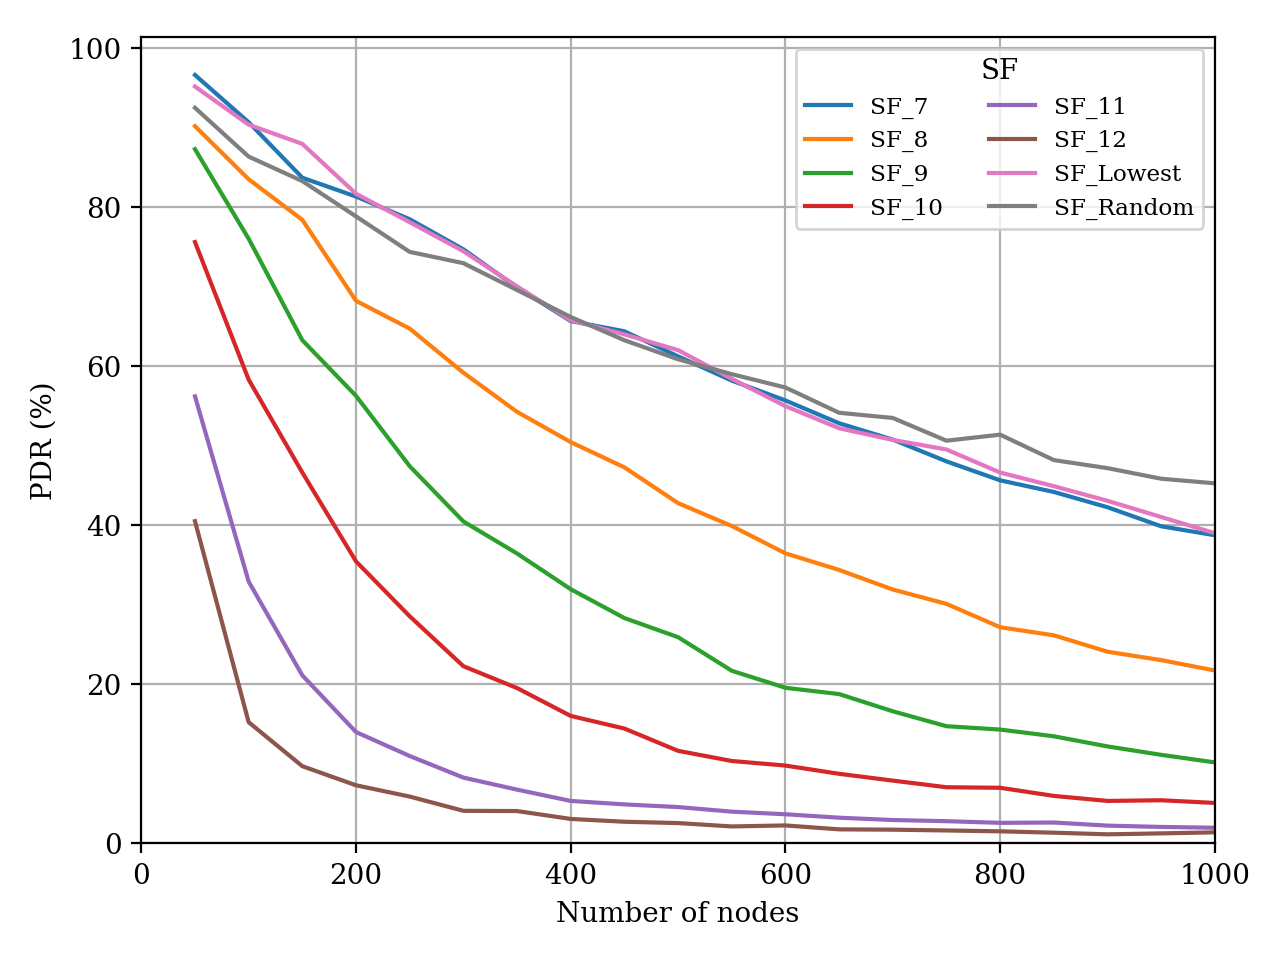 SF
SF_7
SF_8
SF_9
SF_10
SF_11
SF_12
SF_Lowest
SF_Random
PDR (%)
100
80
60
40
20
0
0 200 400 600 800 1000
Number of nodes